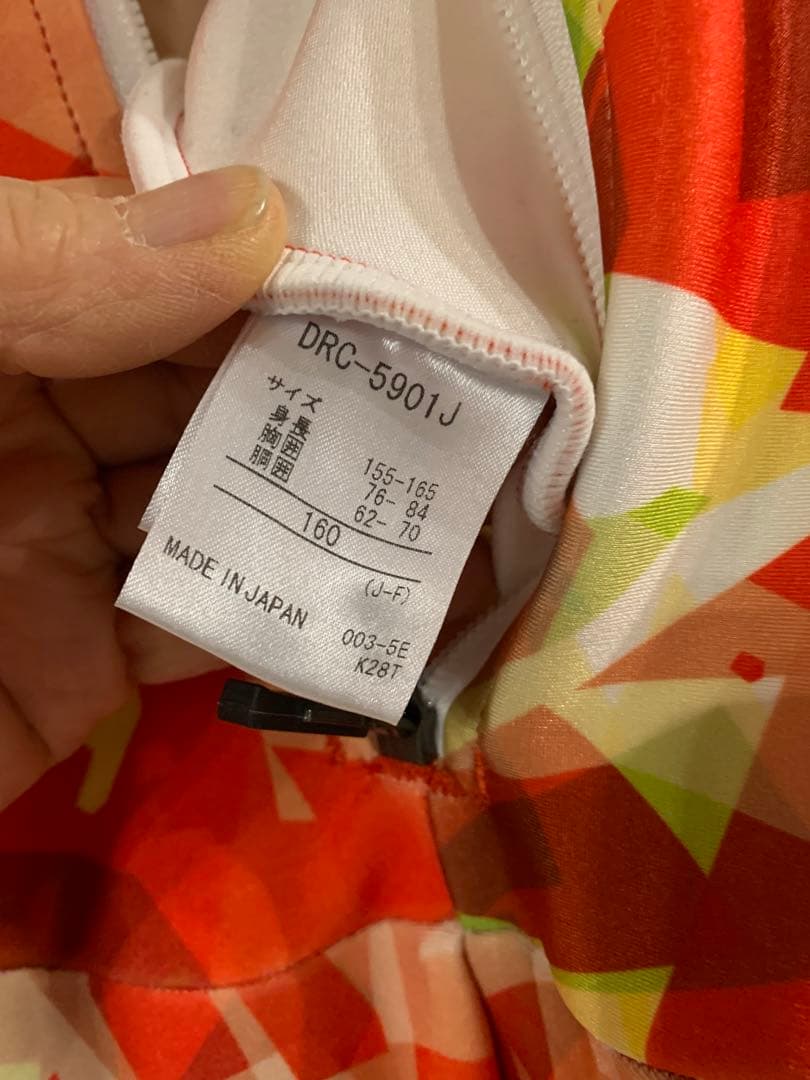 DRC-5901J
サイズ
身長 155-165
胸囲 76- 84
胴囲 62- 70
160
(J-F)
MADE IN JAPAN
003-5E
K28T